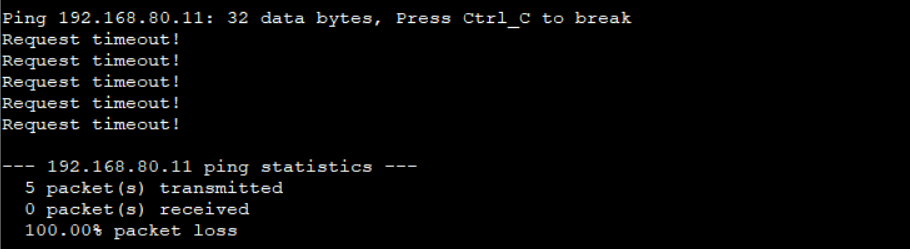 Ping 192.168.80.11: 32 data bytes, Press Ctrl_C to break
Request timeout!
Request timeout!
Request timeout!
Request timeout!
Request timeout!
--- 192.168.80.11 ping statistics ---
5 packet(s) transmitted
0 packet(s) received
100.00% packet loss